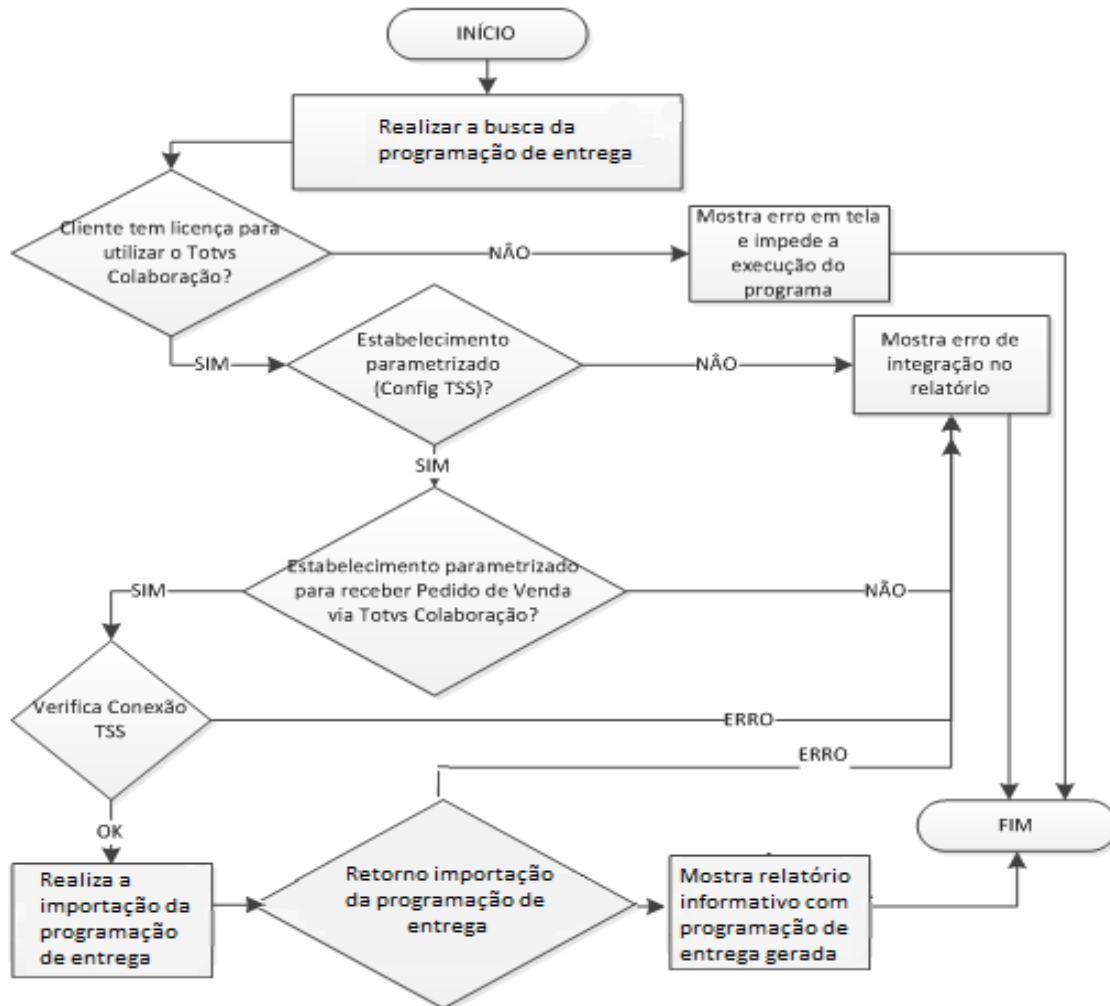 INÍCIO
Realizar a busca da
programação de entrega
Cliente tem licença para
utilizar o Totvs
Colaboração?
NÂO
Mostra erro em tela
e impede a
execução do
programa
SIM
Estabelecimento
parametrizado
(Config TSS)?
NÂO
Mostra erro de
integração no
relatório
SIM
Estabelecimento parametrizado
para receber Pedido de Venda
via Totvs Colaboração?
SIM
NÃO
Verifica Conexão
TSS
ERRO
ERRO
OK
FIM
Realiza a
importação da
programação
de entrega
Retorno importação
da programação de
entrega
Mostra relatório
informativo com
programação de
entrega gerada